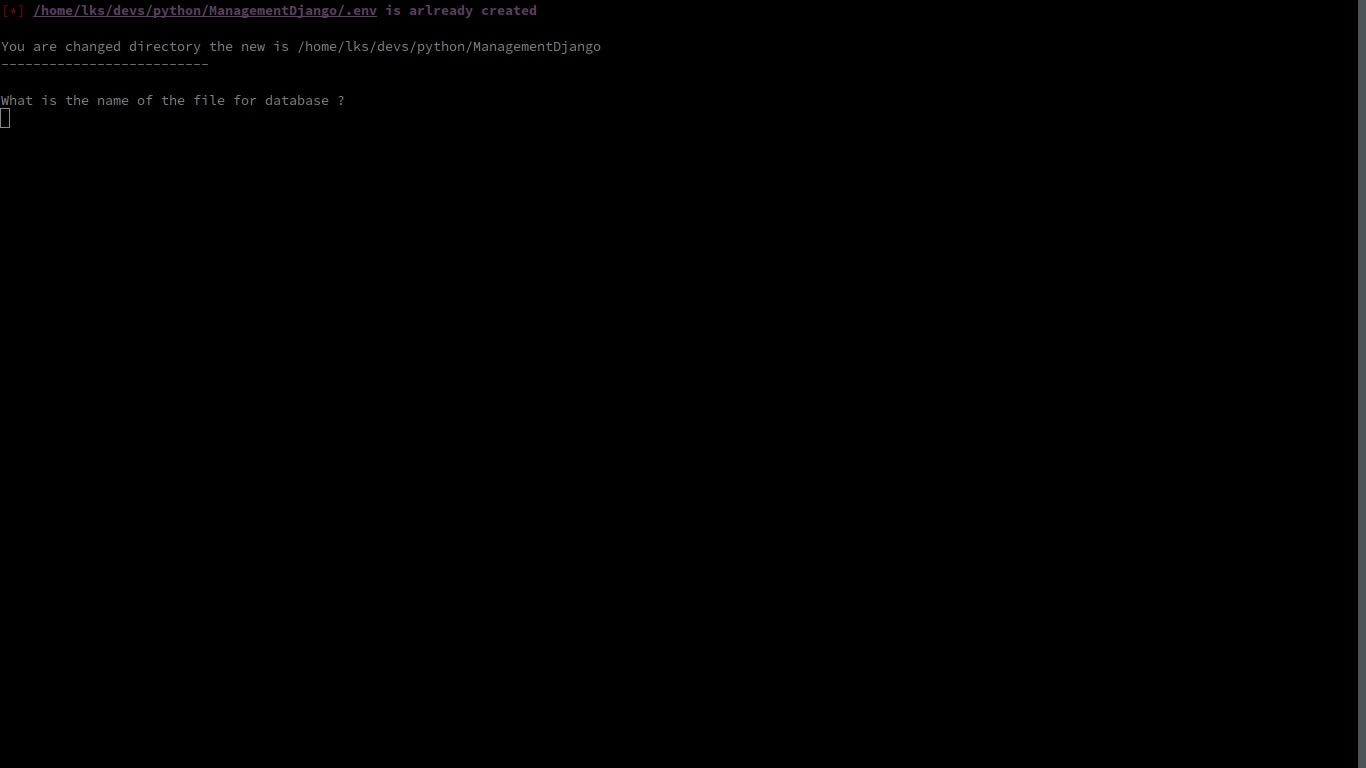 [*] /home/lks/devs/python/ManagementDjango/.env is arlready created
You are changed directory the new is /home/lks/devs/python/ManagementDjango
--------------------------
What is the name of the file for database ?